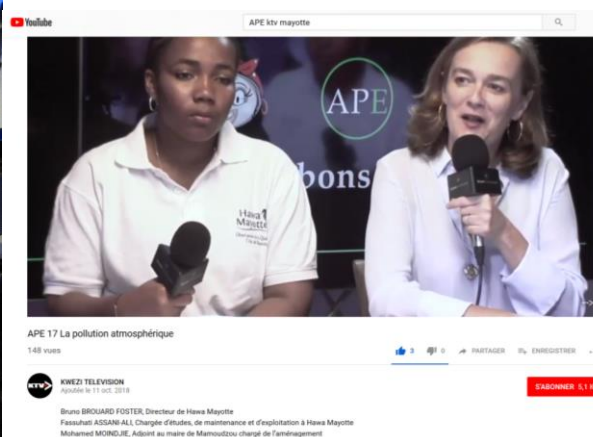 YouTube
APE ktv mayotte
APE
bons
Hawa
Mayotte
APE 17 La pollution atmosphérique
148 vues
3 0 PARTAGER ENREGISTRER
KTV
KWEZI TELEVISION
Ajoutée le 11 oct. 2018
S'ABONNER 5,1
Bruno BROUARD FOSTER, Directeur de Hawa Mayotte
Fassuhati ASSANI-ALI, Chargée d'études, de maintenance et d'exploitation à Hawa Mayotte
Mohamed MOINDJIE, Adjoint au maire de Mamoudzou chargé de l'aménagement